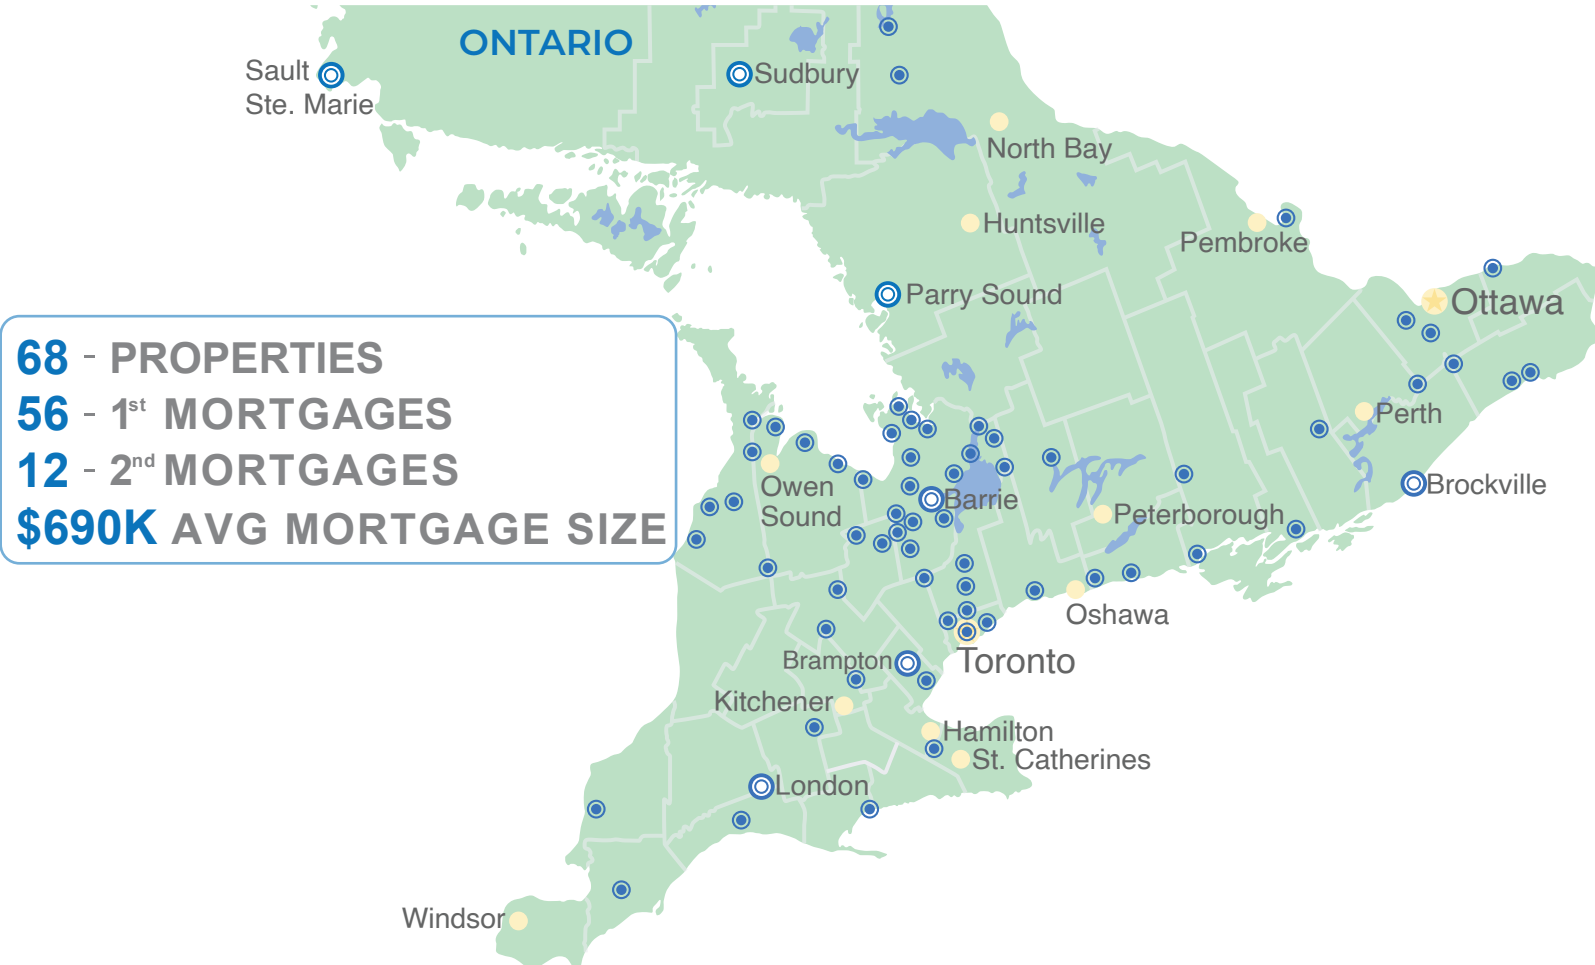 ONTARIO
Sault
Ste. Marie
Sudbury
North Bay
Huntsville
Pembroke
Parry Sound
Ottawa
68 - PROPERTIES
56 - 1st MORTGAGES
12 - 2nd MORTGAGES
$690K AVG MORTGAGE SIZE
Perth
Owen
Sound
Barrie
Brockville
Peterborough
Oshawa
Brampton
Toronto
Kitchener
Hamilton
St. Catherines
London
Windsor